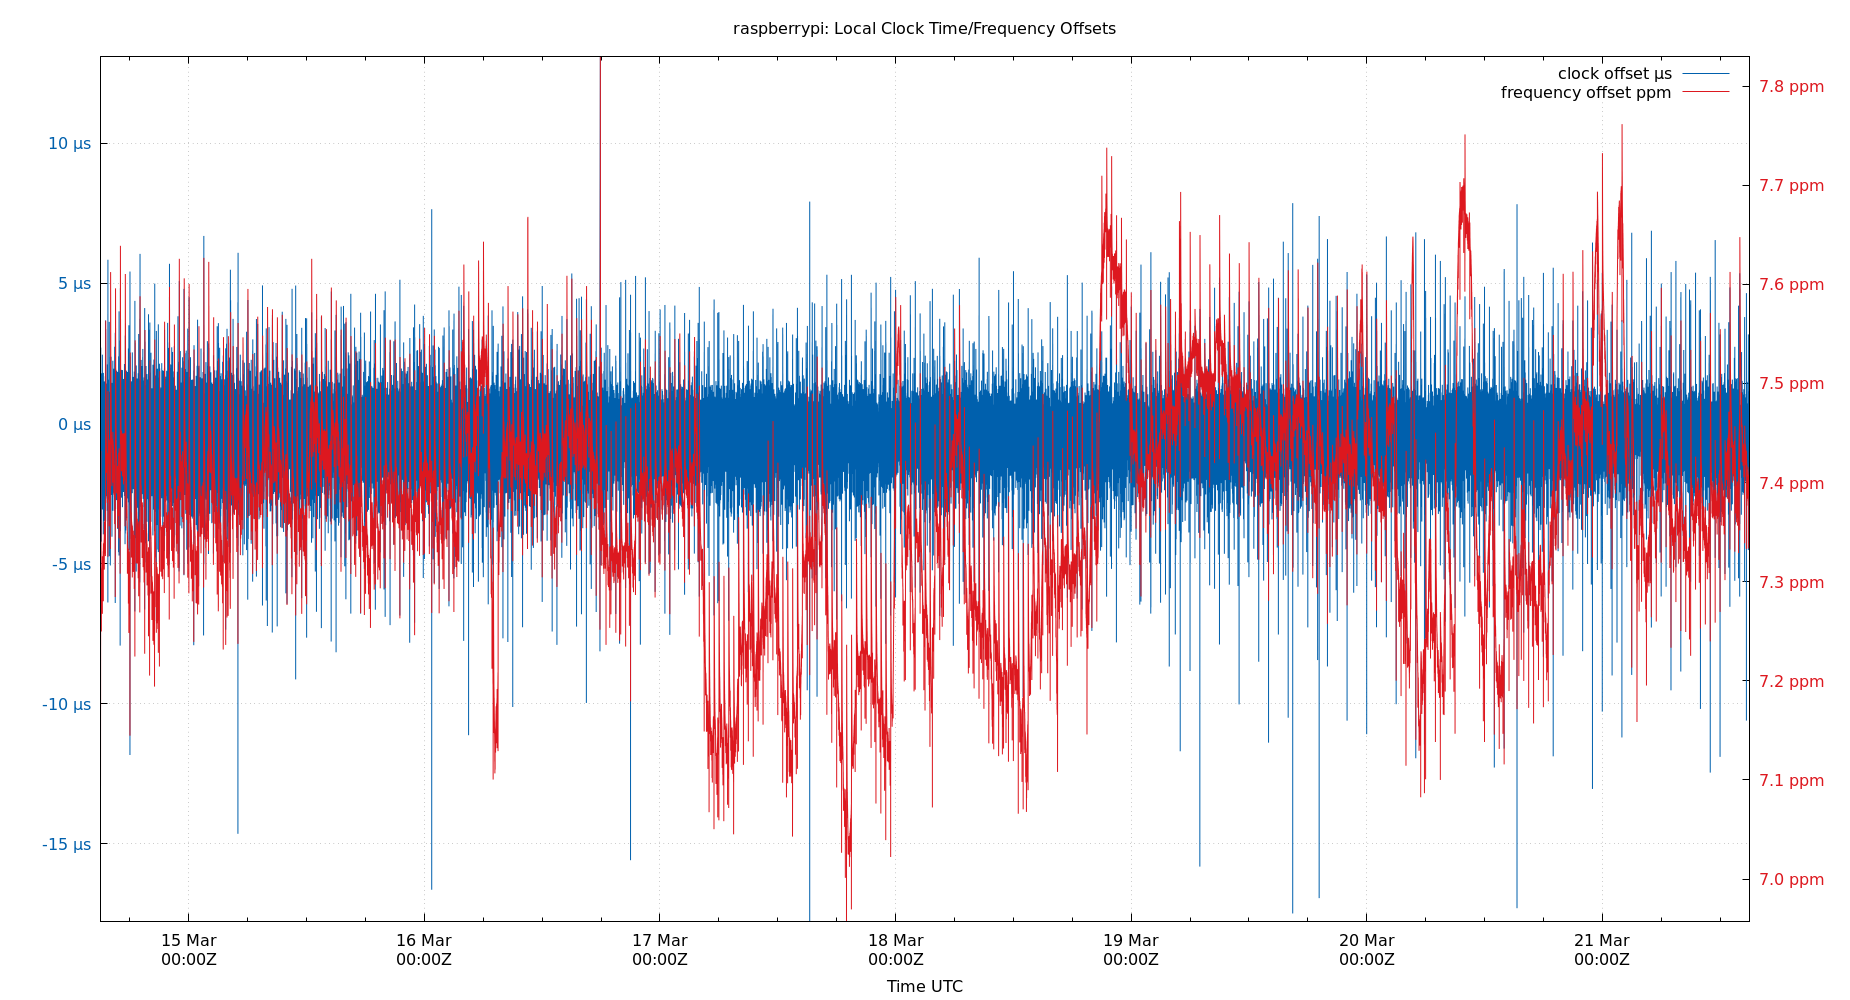 raspberrypi: Local Clock Time/Frequency Offsets
clock offset µs
frequency offset ppm
10 µs
5 µs
0 µs
-5 µs
-10 µs
-15 µs
7.8 ppm
7.7 ppm
7.6 ppm
7.5 ppm
7.4 ppm
7.3 ppm
7.2 ppm
7.1 ppm
7.0 ppm
15 Mar 16 Mar 17 Mar 18 Mar 19 Mar 20 Mar 21 Mar
00:00Z 00:00Z 00:00Z 00:00Z 00:00Z 00:00Z 00:00Z
Time UTC